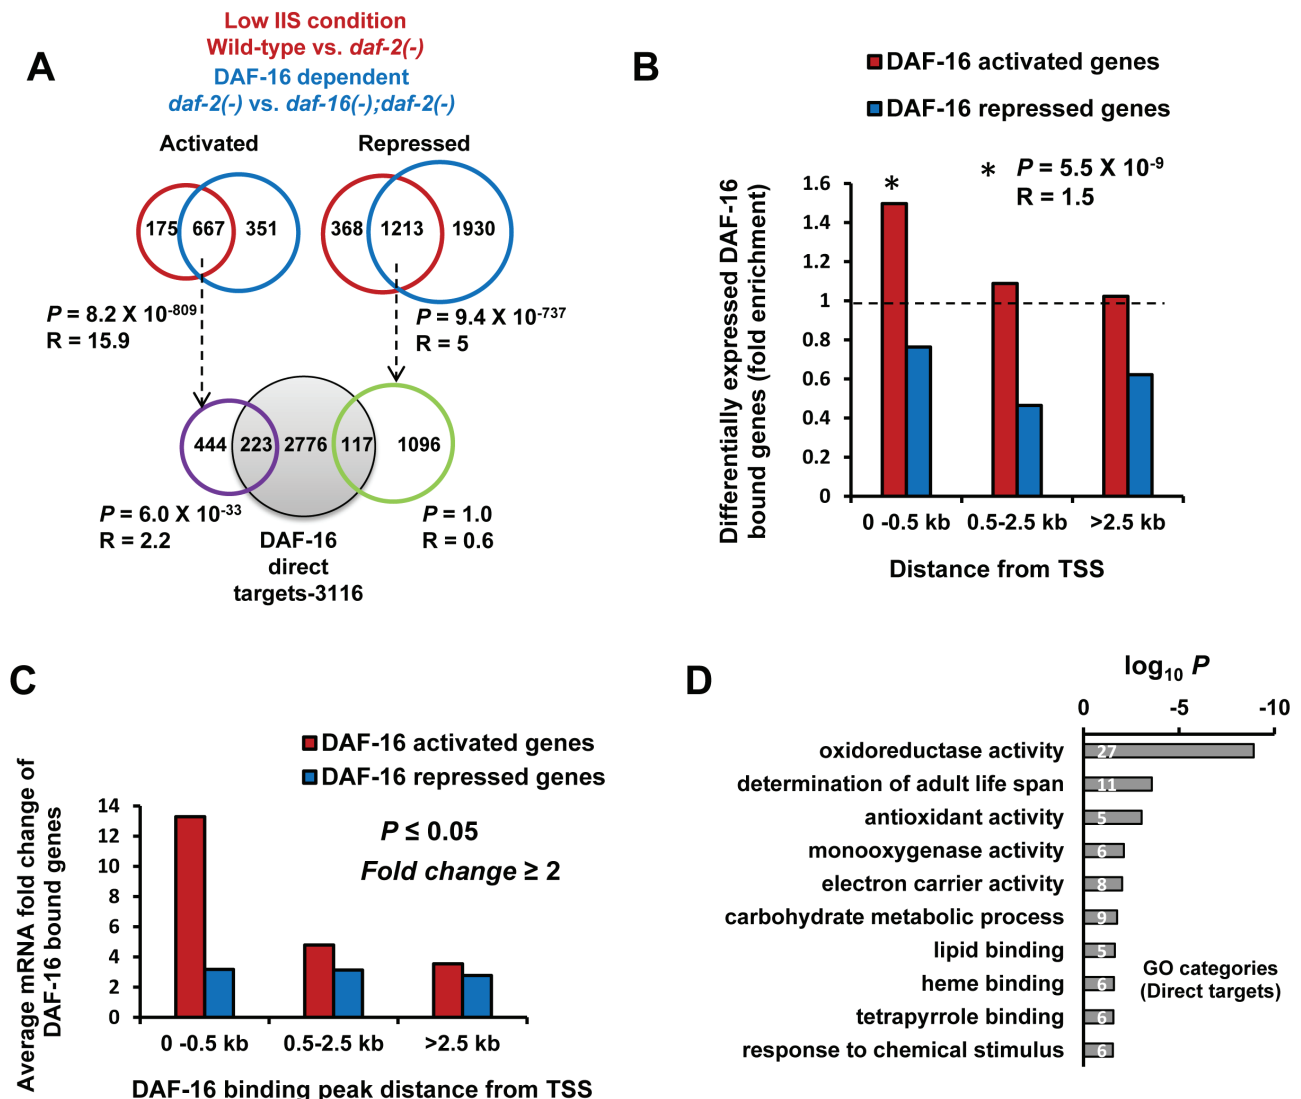 A
Low IIS condition
Wild-type vs. daf-2(-)
DAF-16 dependent
daf-2(-) vs. daf-16(-);daf-2(-)
Activated
Repressed
175
667
351
368
1213
1930
P = 8.2 X 10-809
R = 15.9
P = 9.4 X 10-737
R = 5
444
223
2776
117
1096
P = 6.0 X 10-33
R = 2.2
P = 1.0
R = 0.6
DAF-16
direct
targets-3116
B
DAF-16 activated genes
DAF-16 repressed genes
* P = 5.5 X 10-9
R = 1.5
Differentially expressed DAF-16
bound genes (fold enrichment)
1.6
1.4
1.2
1
0.8
0.6
0.4
0.2
0
*
0 -0.5 kb
0.5-2.5 kb
>2.5 kb
Distance from TSS
C
DAF-16 activated genes
DAF-16 repressed genes
P ≤ 0.05
Fold change ≥ 2
Average mRNA fold change of
DAF-16 bound genes
14
12
10
8
6
4
2
0
0 -0.5 kb
0.5-2.5 kb
>2.5 kb
DAF-16 binding peak distance from TSS
D
log10 P
0
-5
-10
oxidoreductase activity 27
determination of adult life span 11
antioxidant activity 5
monooxygenase activity 6
electron carrier activity 8
carbohydrate metabolic process 9
lipid binding 5
heme binding 6
tetrapyrrole binding 6
response to chemical stimulus 6
GO categories
(Direct targets)